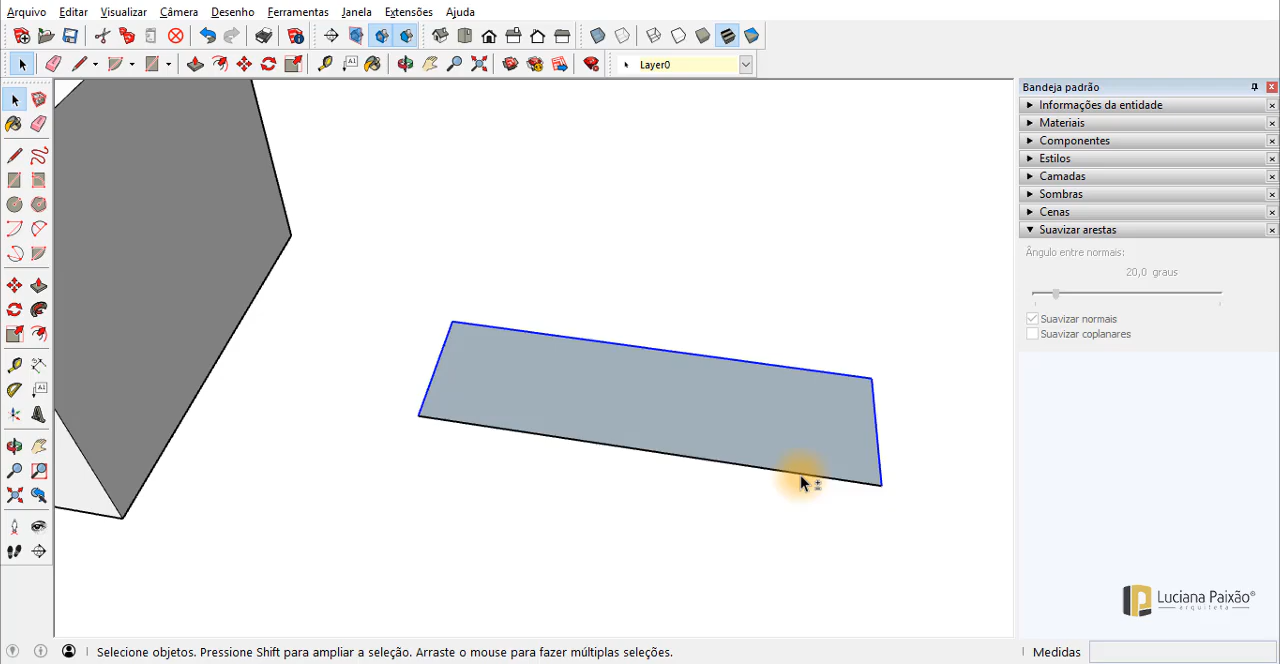 Arquivo Editar Visualizar Câmera Desenho Ferramentas Janela Extensões Ajuda
Layer0
Bandeja padrão
Informações da entidade
Materiais
Componentes
Estilos
Camadas
Sombras
Cenas
Suavizar arestas
Ângulo entre normais:
20,0 graus
Suavizar normais
Suavizar coplanares
Luciana Paixão®
arquiteta
Selecione objetos. Pressione Shift para ampliar a seleção. Arraste o mouse para fazer múltiplas seleções.
Medidas